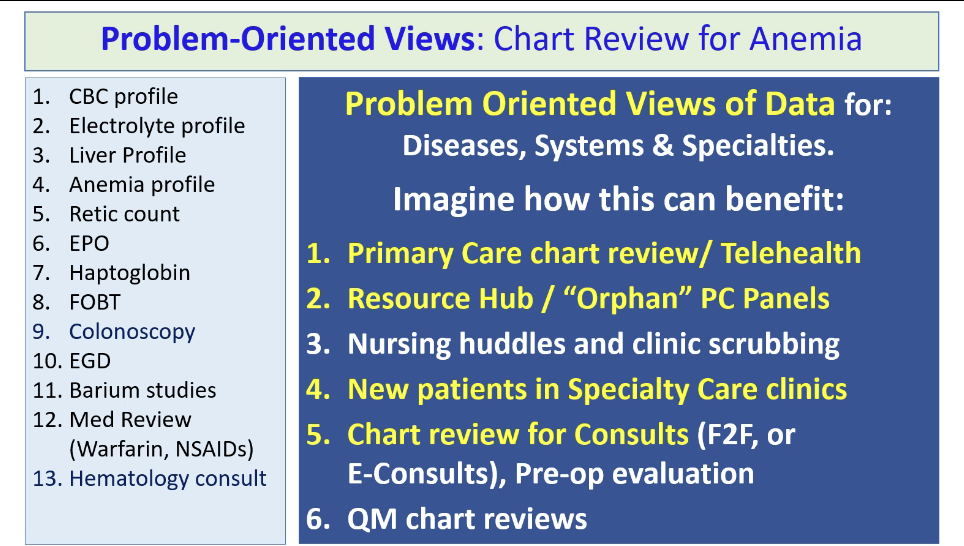 Problem-Oriented Views: Chart Review for Anemia
1. CBC profile
2. Electrolyte profile
3. Liver Profile
4. Anemia profile
5. Retic count
6. EPO
7. Haptoglobin
8. FOBT
9. Colonoscopy
10. EGD
11. Barium studies
12. Med Review
(Warfarin, NSAIDs)
13. Hematology consult
Problem Oriented Views of Data for:
Diseases, Systems & Specialties.
Imagine how this can benefit:
1. Primary Care chart review/ Telehealth
2. Resource Hub / “Orphan” PC Panels
3. Nursing huddles and clinic scrubbing
4. New patients in Specialty Care clinics
5. Chart review for Consults (F2F, or
E-Consults), Pre-op evaluation
6. QM chart reviews